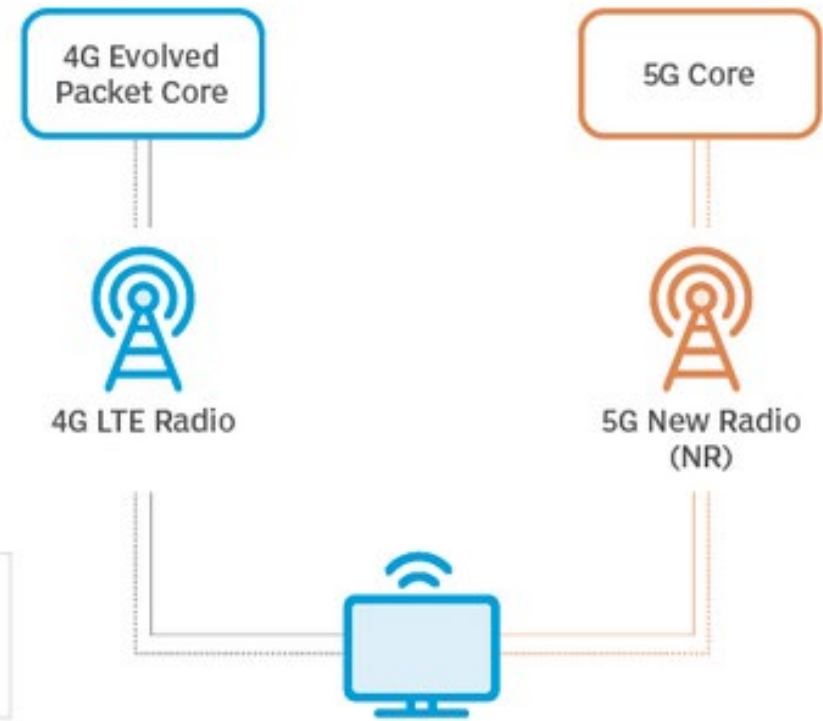 4G Evolved
Packet Core
5G Core
4G LTE Radio
5G New Radio
(NR)